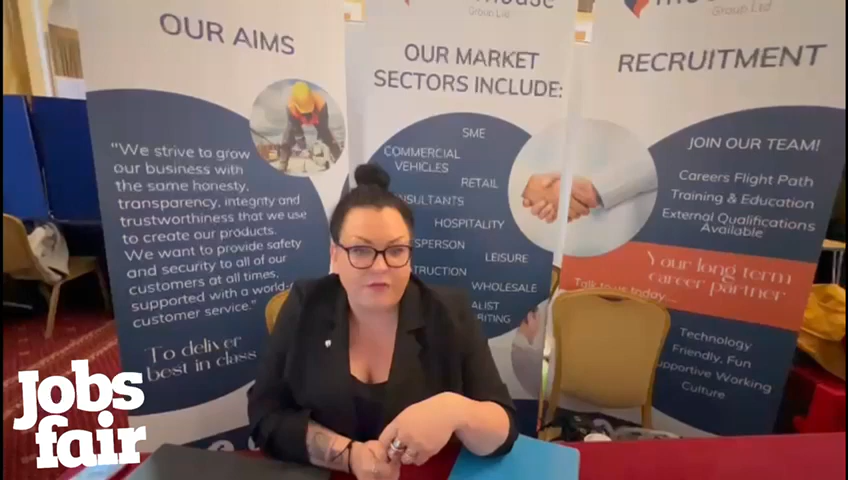 OUR AIMS
"We strive to grow
our business with
the same honesty,
transparency, integrity and
trustworthiness that we use
to create our products.
We want to provide safety
and security to all of our
customers at all times,
supported with a world-
customer service."
To deliver
best in class
Group Ltd
OUR MARKET
SECTORS INCLUDE:
SME
COMMERCIAL
VEHICLES
RETAIL
HOSPITALITY
LEISURE
WHOLESALE
Group Ltd
RECRUITMENT
JOIN OUR TEAM!
Careers Flight Path
Training & Education
External Qualifications
Available
Your long term
career partner
Talk to us today...
Technology
Friendly, Fun
Working
Culture
Jobs
fair